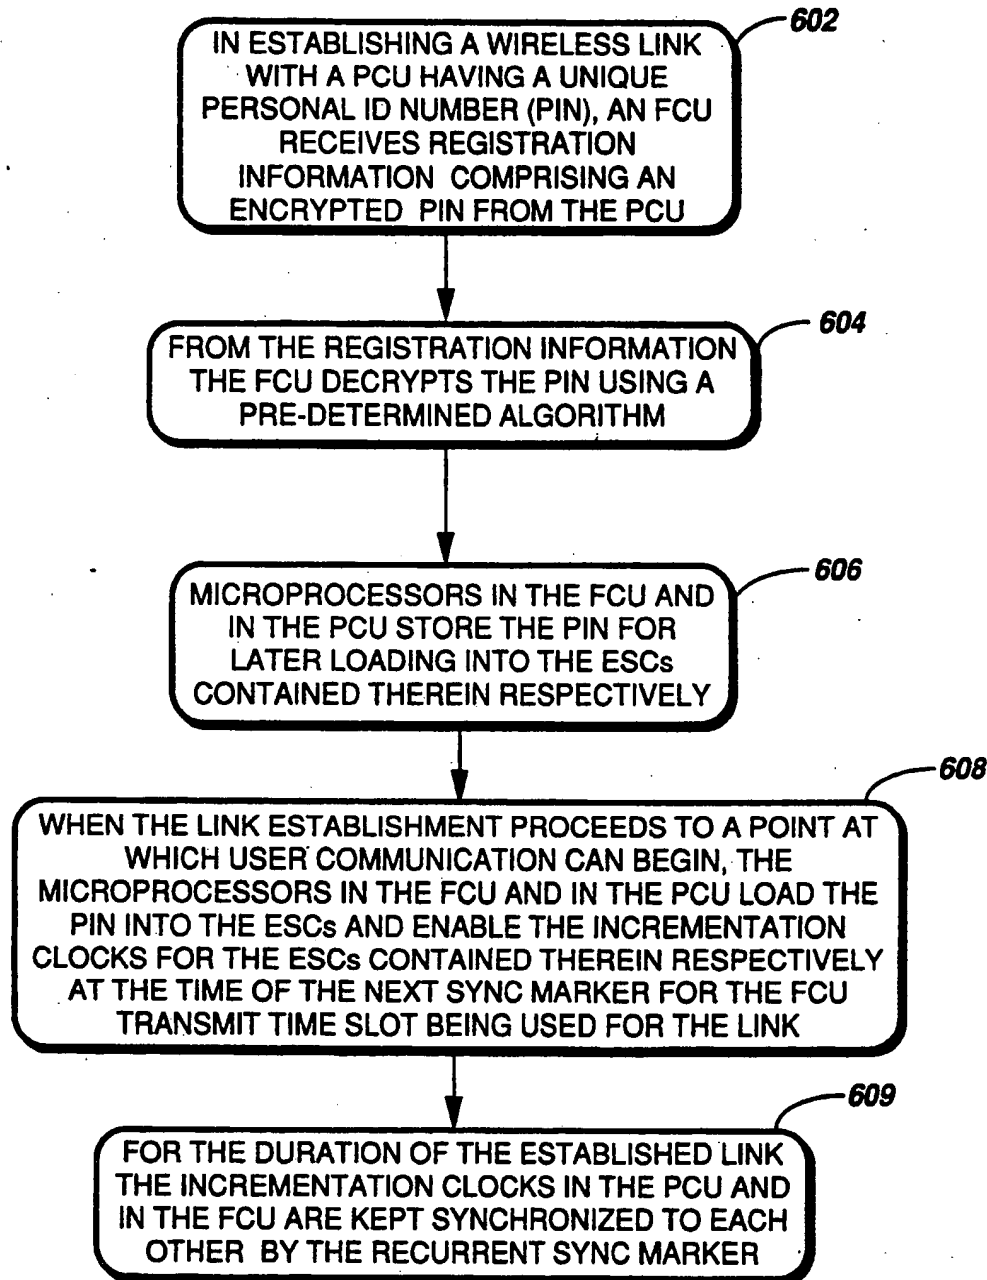 602
IN ESTABLISHING A WIRELESS LINK
WITH A PCU HAVING A UNIQUE
PERSONAL ID NUMBER (PIN), AN FCU
RECEIVES REGISTRATION
INFORMATION COMPRISING AN
ENCRYPTED PIN FROM THE PCU
604
FROM THE REGISTRATION INFORMATION
THE FCU DECRYPTS THE PIN USING A
PRE-DETERMINED ALGORITHM
606
MICROPROCESSORS IN THE FCU AND
IN THE PCU STORE THE PIN FOR
LATER LOADING INTO THE ESCs
CONTAINED THEREIN RESPECTIVELY
608
WHEN THE LINK ESTABLISHMENT PROCEEDS TO A POINT AT
WHICH USER COMMUNICATION CAN BEGIN, THE
MICROPROCESSORS IN THE FCU AND IN THE PCU LOAD THE
PIN INTO THE ESCs AND ENABLE THE INCREMENTATION
CLOCKS FOR THE ESCs CONTAINED THEREIN RESPECTIVELY
AT THE TIME OF THE NEXT SYNC MARKER FOR THE FCU
TRANSMIT TIME SLOT BEING USED FOR THE LINK
609
FOR THE DURATION OF THE ESTABLISHED LINK
THE INCREMENTATION CLOCKS IN THE PCU AND
IN THE FCU ARE KEPT SYNCHRONIZED TO EACH
OTHER BY THE RECURRENT SYNC MARKER